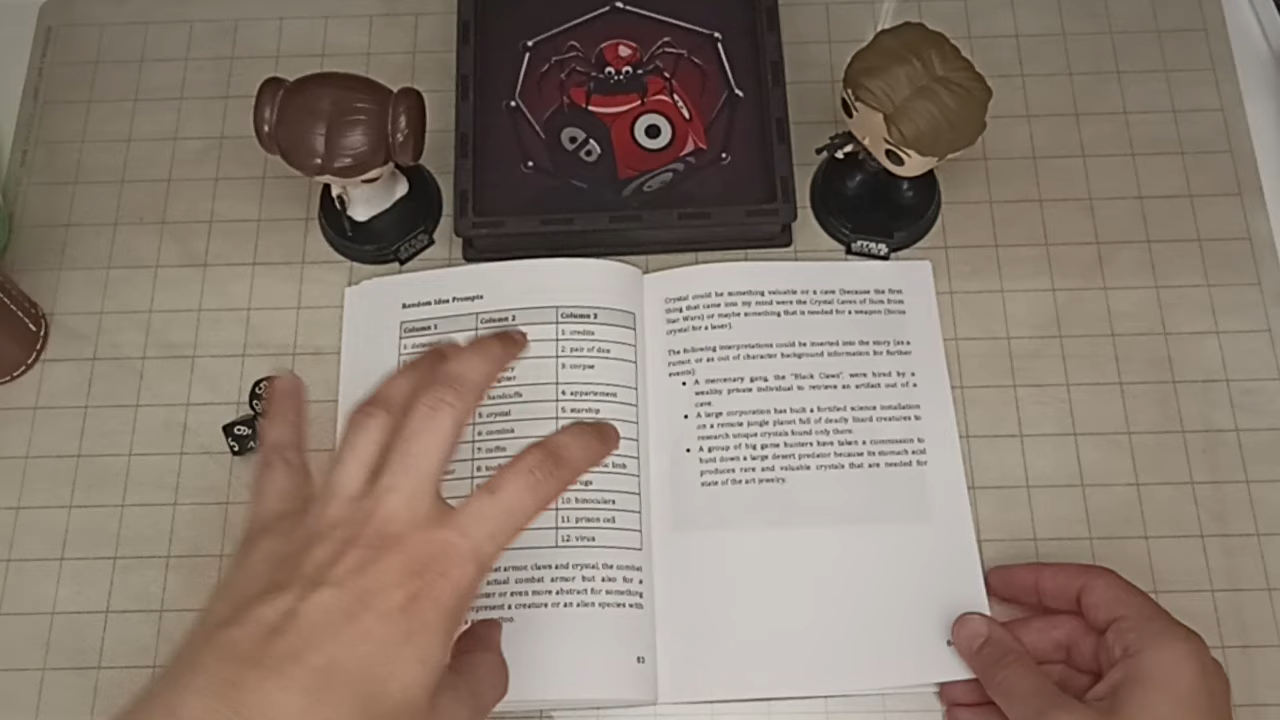 STAR
WARS
STAR
WARS
Random Idea Prompts
Column 1
Column 2
Column 3
1: credits
2: pair of dice
3: corpse
handcuffs
4: appartement
5: crystal
5: starship
6: comlink
7: coffin
limb
10: binoculars
11: prison cell
12: virus
armor, claws and crystal, the combat
actual combat armor but also for a
or even more abstract for something
represent a creature or an alien species with
tattoo.
53
Crystal could be something valuable or a cave (because the first
thing that came into my mind were the Crystal Caves of Ilum from
Star Wars) or maybe something that is needed for a weapon (focus
crystal for a laser).
The following interpretations could be inserted into the story (as a
rumor, or as out of character background information for further
events):
• A mercenary gang, the "Black Claws", were hired by a
wealthy private individual to retrieve an artifact out of a
cave.
• A large corporation has built a fortified science installation
on a remote jungle planet full of deadly lizard creatures to
research unique crystals found only there.
• A group of big game hunters have taken a commission to
hunt down a large desert predator because its stomach acid
produces rare and valuable crystals that are needed for
state of the art jewelry.